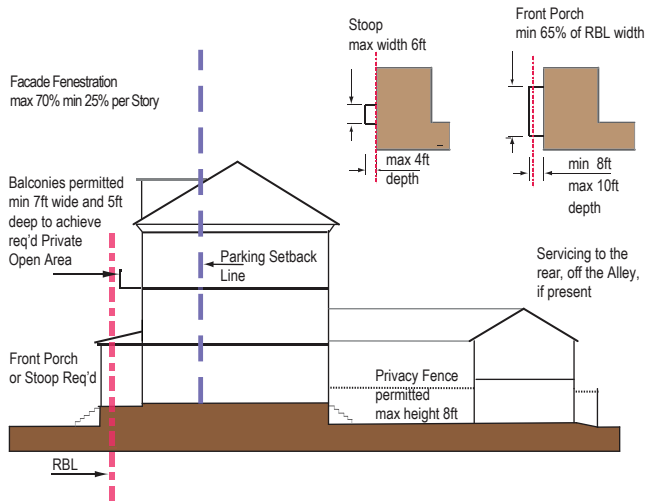 Stoop
max width 6ft
Front Porch
min 65% of RBL width
Facade Fenestration
max 70% min 25% per Story
max 4ft
depth
min 8ft
max 10ft
depth
Balconies permitted
min 7ft wide and 5ft
deep to achieve
req'd Private
Open Area
Parking Setback
Line
Servicing to the
rear, off the Alley,
if present
Front Porch
or Stoop Req'd
Privacy Fence
permitted
max height 8ft
RBL